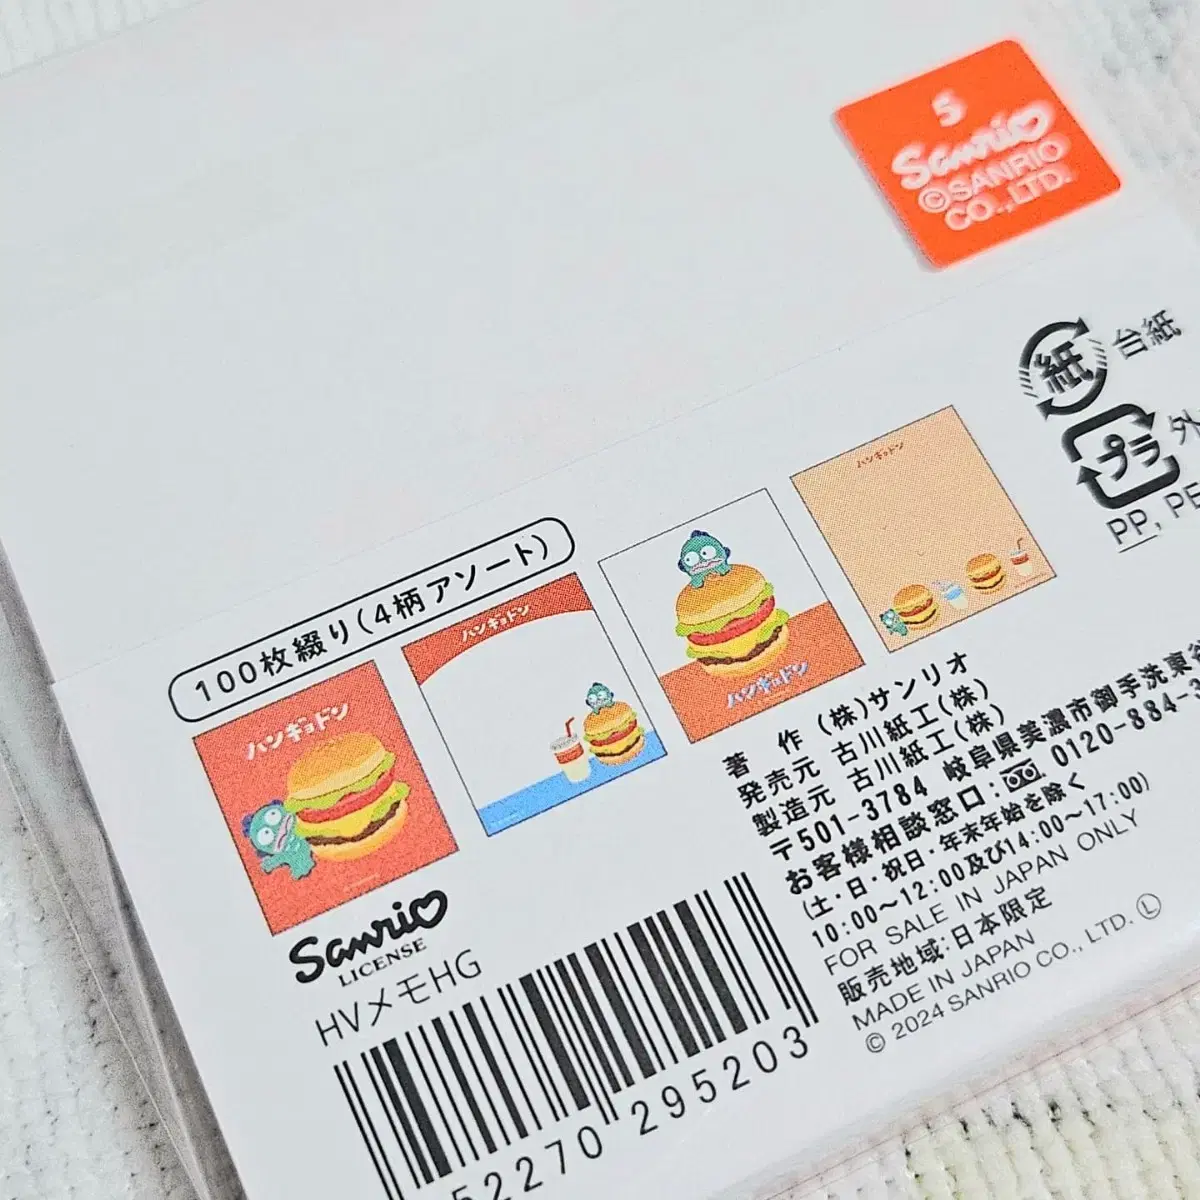 5
Sanrio
©SANRIO
CO.,LTD.
紙 台紙
プラ 外
PP, PE
100枚綴り(4柄アソート)
ハンギョドン
ハンギョドン
ハンギョドン
ハンギョドン
Sanrio
LICENSE
HVメモHG
52270 295203
著 作 (株)サンリオ
発売元 古川紙工(株)
製造元 古川紙工(株)
〒501-3784 岐阜県美濃市御手洗東谷
お客様相談窓口: 0120-884-3
(土・日・祝日・年末年始を除く
10:00～12:00及び14:00～17:00)
FOR SALE IN JAPAN ONLY
販売地域:日本限定
MADE IN JAPAN
© 2024 SANRIO CO., LTD. Ⓛ